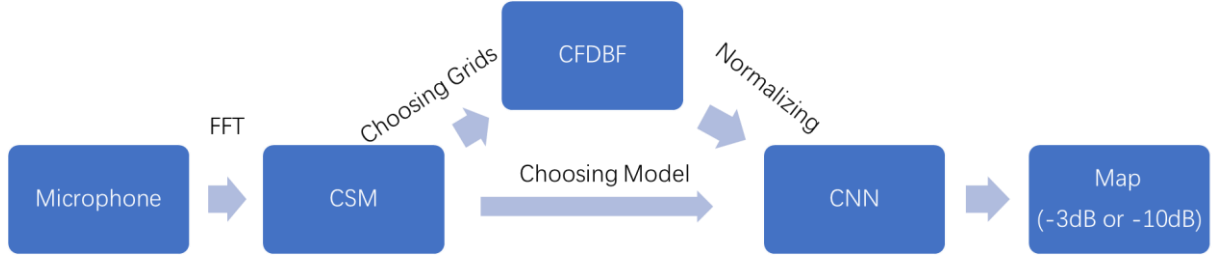 CFDBF
Choosing Grids
Normalizing
FFT
Choosing Model
Microphone
CSM
CNN
Map
(-3dB or -10dB)